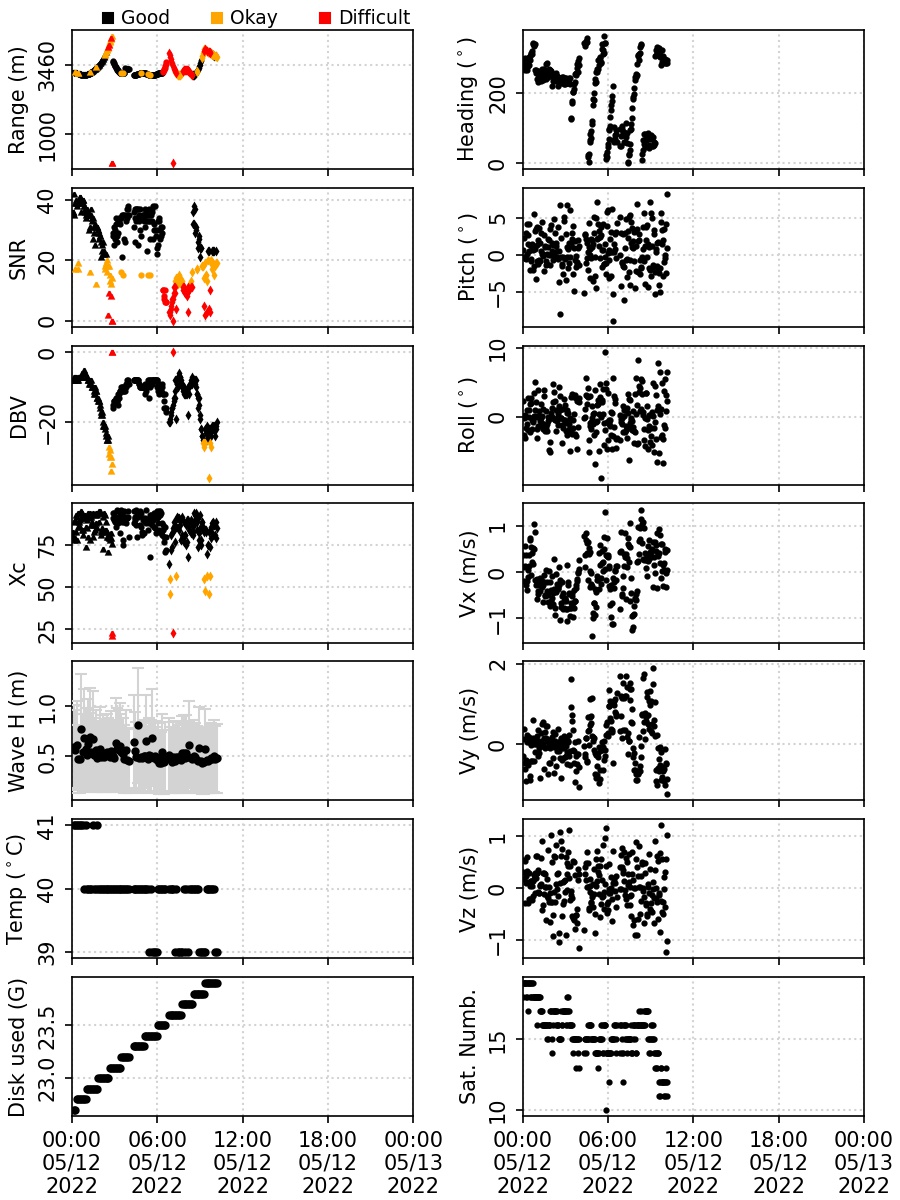 Good Okay Difficult
Range (m)
3460
1000
Heading (°)
200
0
SNR
40
20
0
Pitch (°)
5
0
−5
DBV
0
−20
Roll (°)
10
0
Xc
75
50
25
Vx (m/s)
1
0
−1
Wave H (m)
1.0
0.5
Vy (m/s)
2
0
Temp (°C)
41
40
39
Vz (m/s)
1
0
−1
Disk used (G)
23.5
23.0
Sat. Numb.
15
10
00:00 06:00 12:00 18:00 00:00 00:00 06:00 12:00 18:00 00:00
05/12 05/12 05/12 05/12 05/13 05/12 05/12 05/12 05/12 05/13
2022 2022 2022 2022 2022 2022 2022 2022 2022 2022